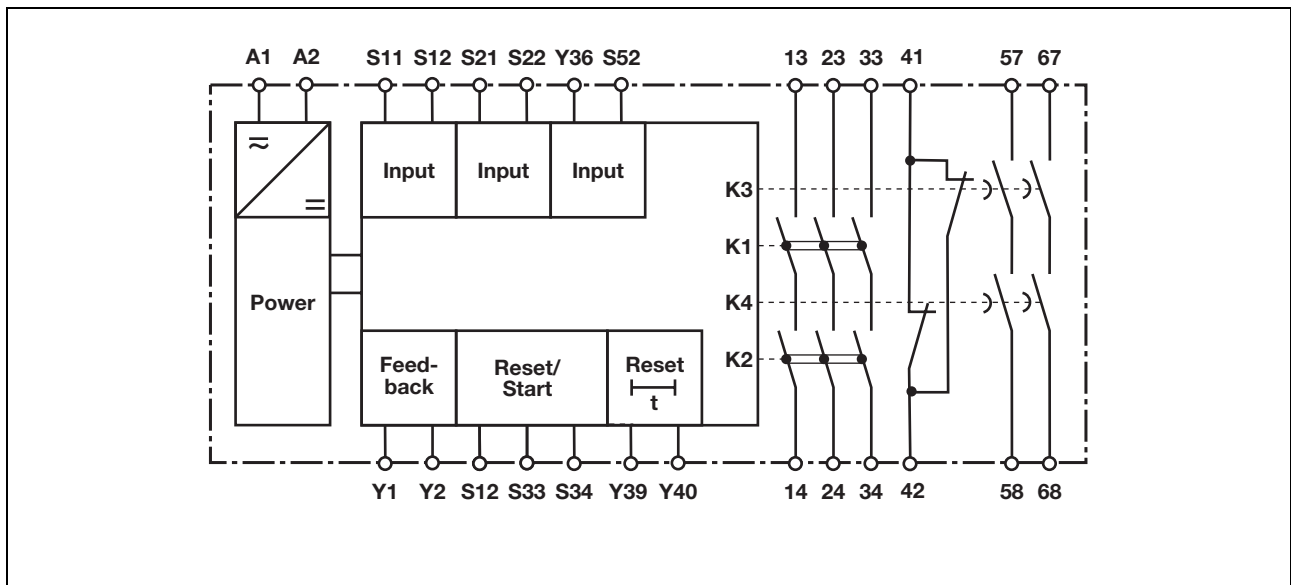 A1 A2 S11 S12 S21 S22 Y36 S52 13 23 33 41 57 67
Input Input Input
K3
K1
Power
K4
Feed-
back
Reset/
Start
Reset
t
K2
Y1 Y2 S12 S33 S34 Y39 Y40 14 24 34 42 58 68